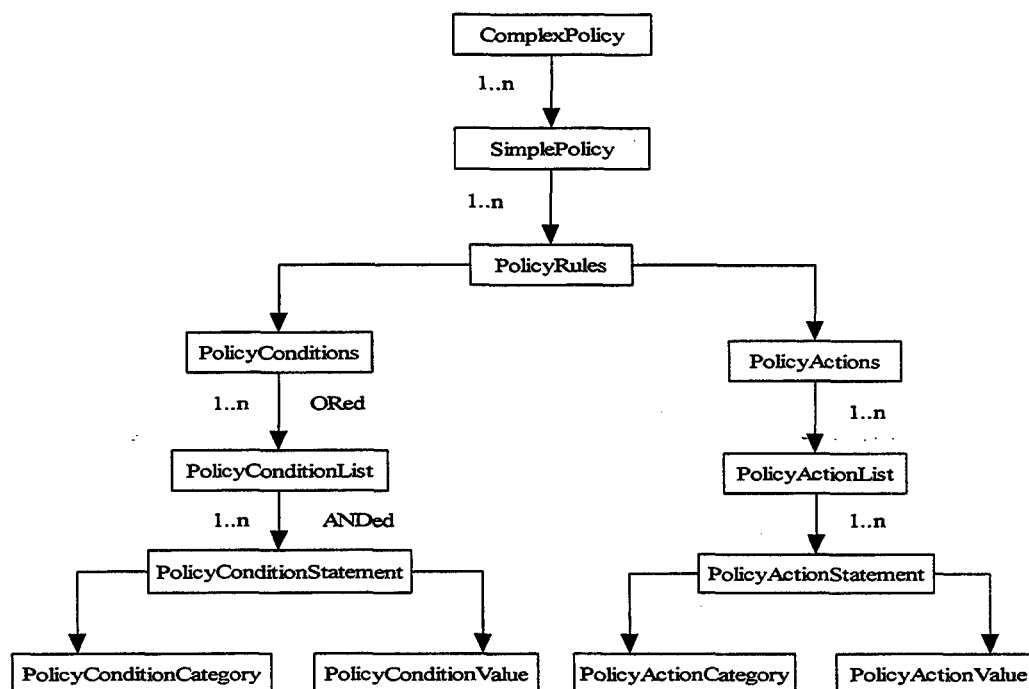 ComplexPolicy
1..n
SimplePolicy
1..n
PolicyRules
PolicyConditions
PolicyActions
1..n ORed
1..n
PolicyConditionList
PolicyActionList
1..n ANDed
1..n
PolicyConditionStatement
PolicyActionStatement
PolicyConditionCategory
PolicyConditionValue
PolicyActionCategory
PolicyActionValue